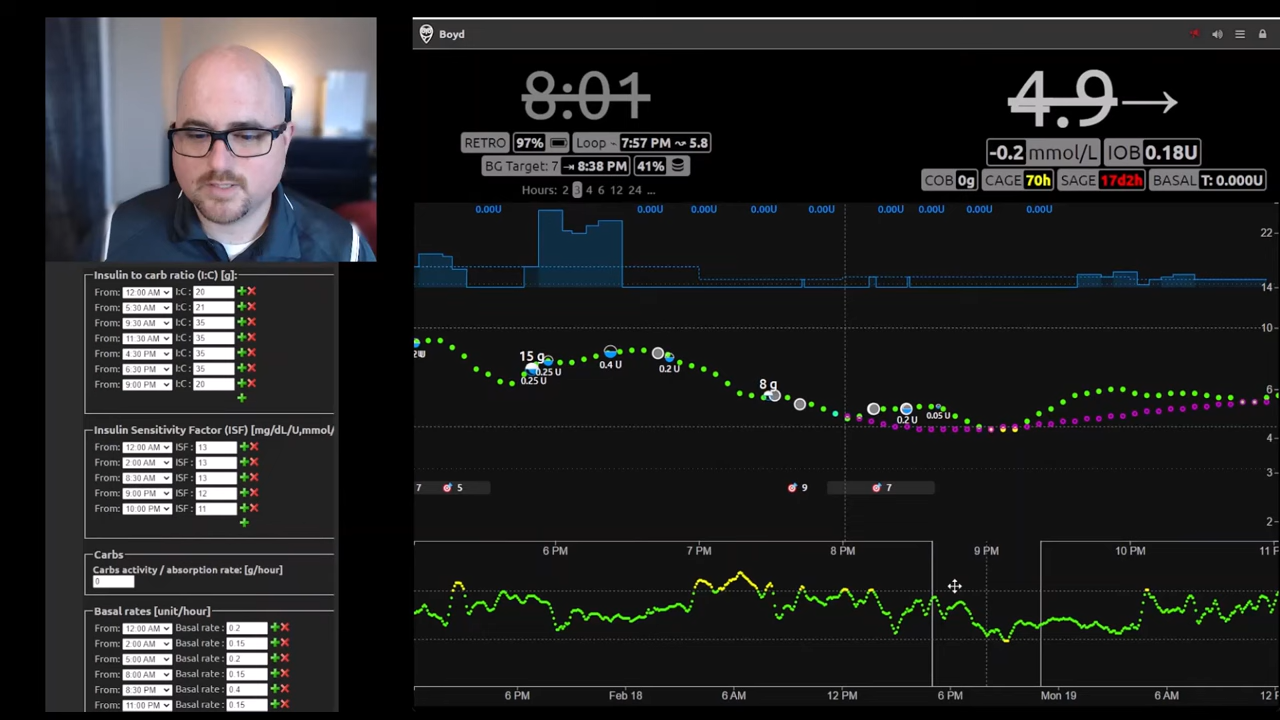 Boyd
8:01
RETRO 97% Loop 7:57 PM 5.8
BG Target: 7 8:38 PM 41%
Hours: 2 3 4 6 12 24 ...
4.9
-0.2 mmol/L IOB 0.18U
COB 0g CAGE 70h SAGE 17d2h BASAL T: 0.000U
0.00U 0.00U 0.00U 0.00U 0.00U 0.00U 0.00U 0.00U 0.00U
22
14
10
6
4
3
2
15 g
0.25 U
0.25 U
0.4 U
0.2 U
8 g
0.2 U
0.05 U
7 5 9 7
6 PM 7 PM 8 PM 9 PM 10 PM
6 PM Feb 18 6 AM 12 PM 6 PM Mon 19 6 AM
Insulin to carb ratio (I:C) [g]:
From: 12:00 AM I:C : 20
From: 5:30 AM I:C : 21
From: 9:30 AM I:C : 35
From: 11:30 AM I:C : 35
From: 4:30 PM I:C : 35
From: 6:30 PM I:C : 35
From: 9:00 PM I:C : 20
Insulin Sensitivity Factor (ISF) [mg/dL/U,mmol/
From: 12:00 AM ISF : 13
From: 2:00 AM ISF : 13
From: 8:30 AM ISF : 13
From: 9:00 PM ISF : 12
From: 10:00 PM ISF : 11
Carbs
Carbs activity / absorption rate: [g/hour]
0
Basal rates [unit/hour]
From: 12:00 AM Basal rate : 0.2
From: 2:00 AM Basal rate : 0.15
From: 5:00 AM Basal rate : 0.2
From: 8:00 AM Basal rate : 0.15
From: 8:30 PM Basal rate : 0.4
From: 11:00 PM Basal rate : 0.15